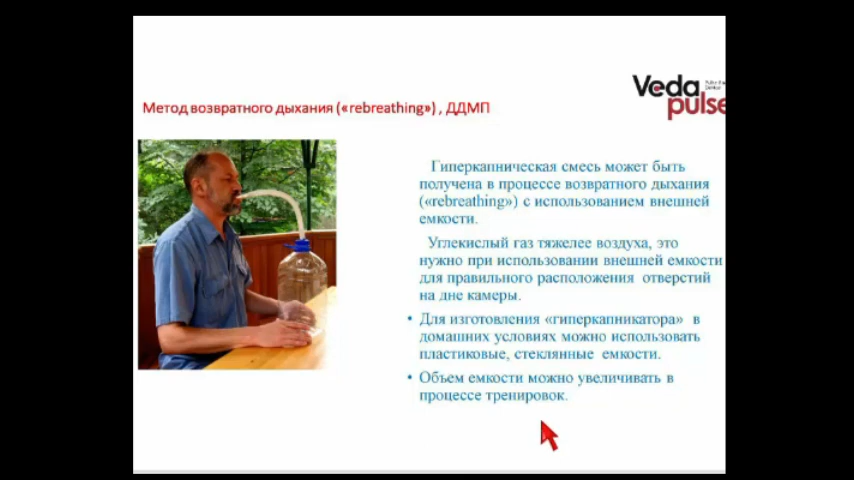 Veda
pulse
Метод возвратного дыхания («rebreathing») , ДДМП
Гиперкапническая смесь может быть
получена в процессе возвратного дыхания
(«rebreathing») с использованием внешней
емкости.
Углекислый газ тяжелее воздуха, это
нужно при использовании внешней емкости
для правильного расположения отверстий
на дне камеры.
• Для изготовления «гиперкапникатора» в
домашних условиях можно использовать
пластиковые, стеклянные емкости.
• Объем емкости можно увеличивать в
процессе тренировок.